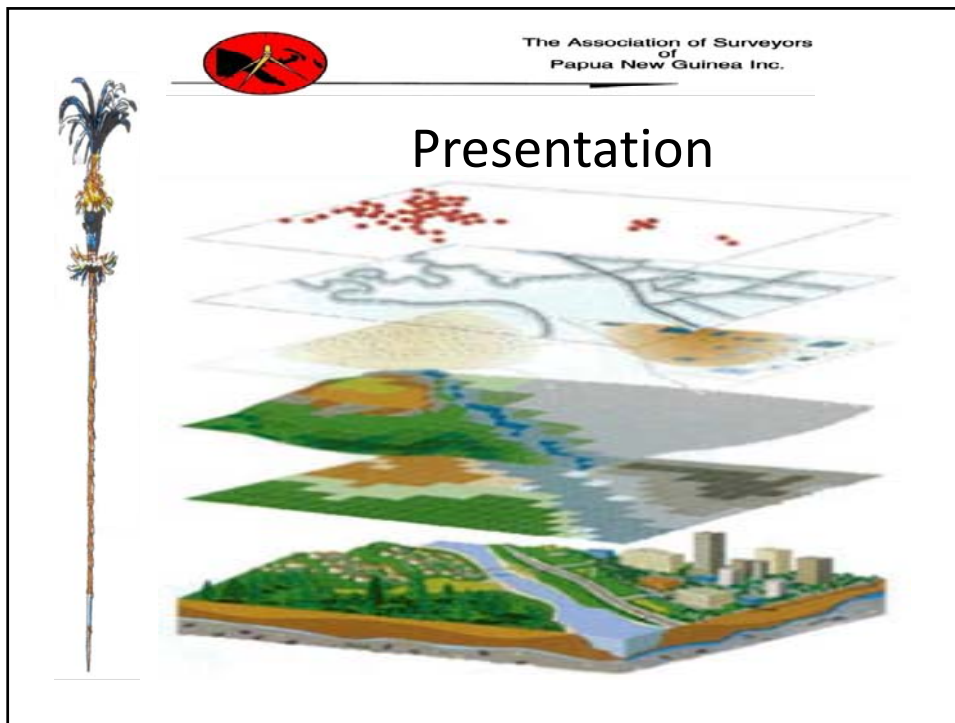 The Association of Surveyors
of
Papua New Guinea Inc.
Presentation